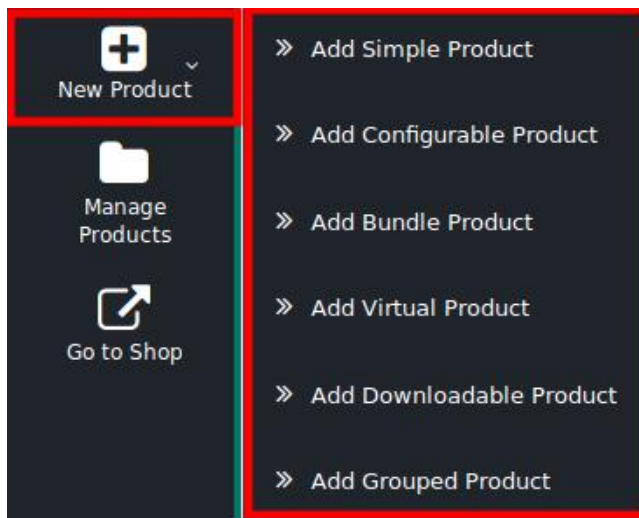 New Product
Manage
Products
Go to Shop
Add Simple Product
Add Configurable Product
Add Bundle Product
Add Virtual Product
Add Downloadable Product
Add Grouped Product